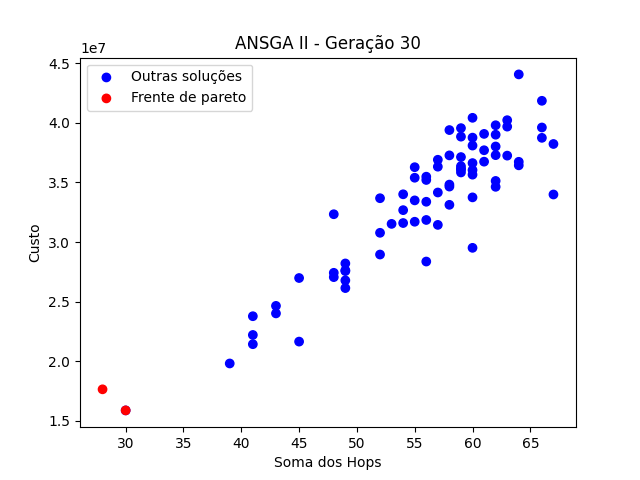 ANSGA II - Geração 30
1e7
Outras soluções
Frente de pareto
4.5
4.0
3.5
3.0
2.5
2.0
1.5
Custo
30 35 40 45 50 55 60 65
Soma dos Hops